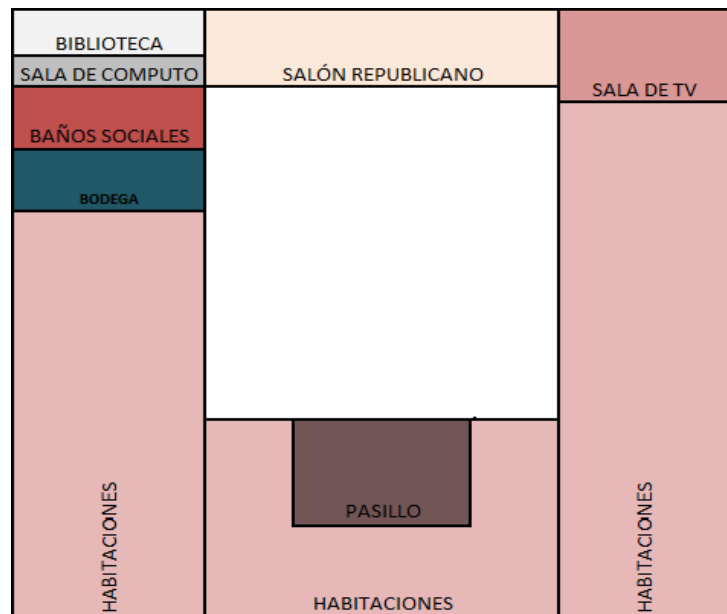 BIBLIOTECA
SALA DE COMPUTO
SALÓN REPUBLICANO
SALA DE TV
BAÑOS SOCIALES
BODEGA
HABITACIONES
PASILLO
HABITACIONES
HABITACIONES